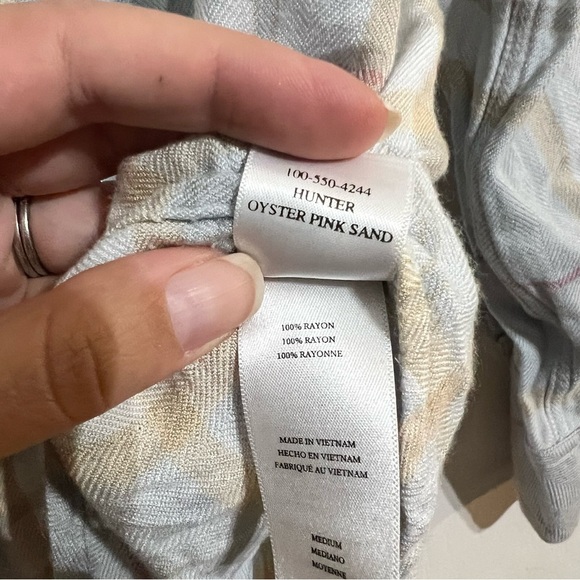 100-550-4244
HUNTER
OYSTER PINK SAND
100% RAYON
100% RAYON
100% RAYONNE
MADE IN VIETNAM
HECHO EN VIETNAM
FABRIQUÉ AU VIETNAM
MEDIUM
MEDIANO
MOYENNE